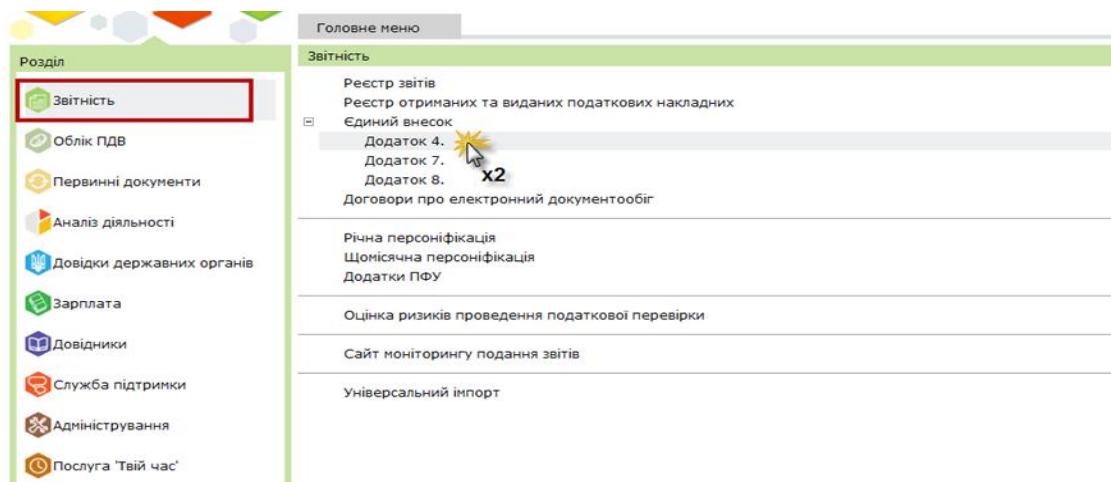 Головне меню
Розділ
Звітність
Облік ПДВ
Первинні документи
Аналіз діяльності
Довідки державних органів
Зарплата
Довідники
Служба підтримки
Адміністрування
Послуга 'Твій час'
Звітність
Реєстр звітів
Реєстр отриманих та виданих податкових накладних
Єдиний внесок
Додаток 4.
x2
Додаток 7.
Додаток 8.
Договори про електронний документообіг
Річна персоніфікація
Щомісячна персоніфікація
Додатки ПФУ
Оцінка ризиків проведення податкової перевірки
Сайт моніторингу подання звітів
Універсальний імпорт